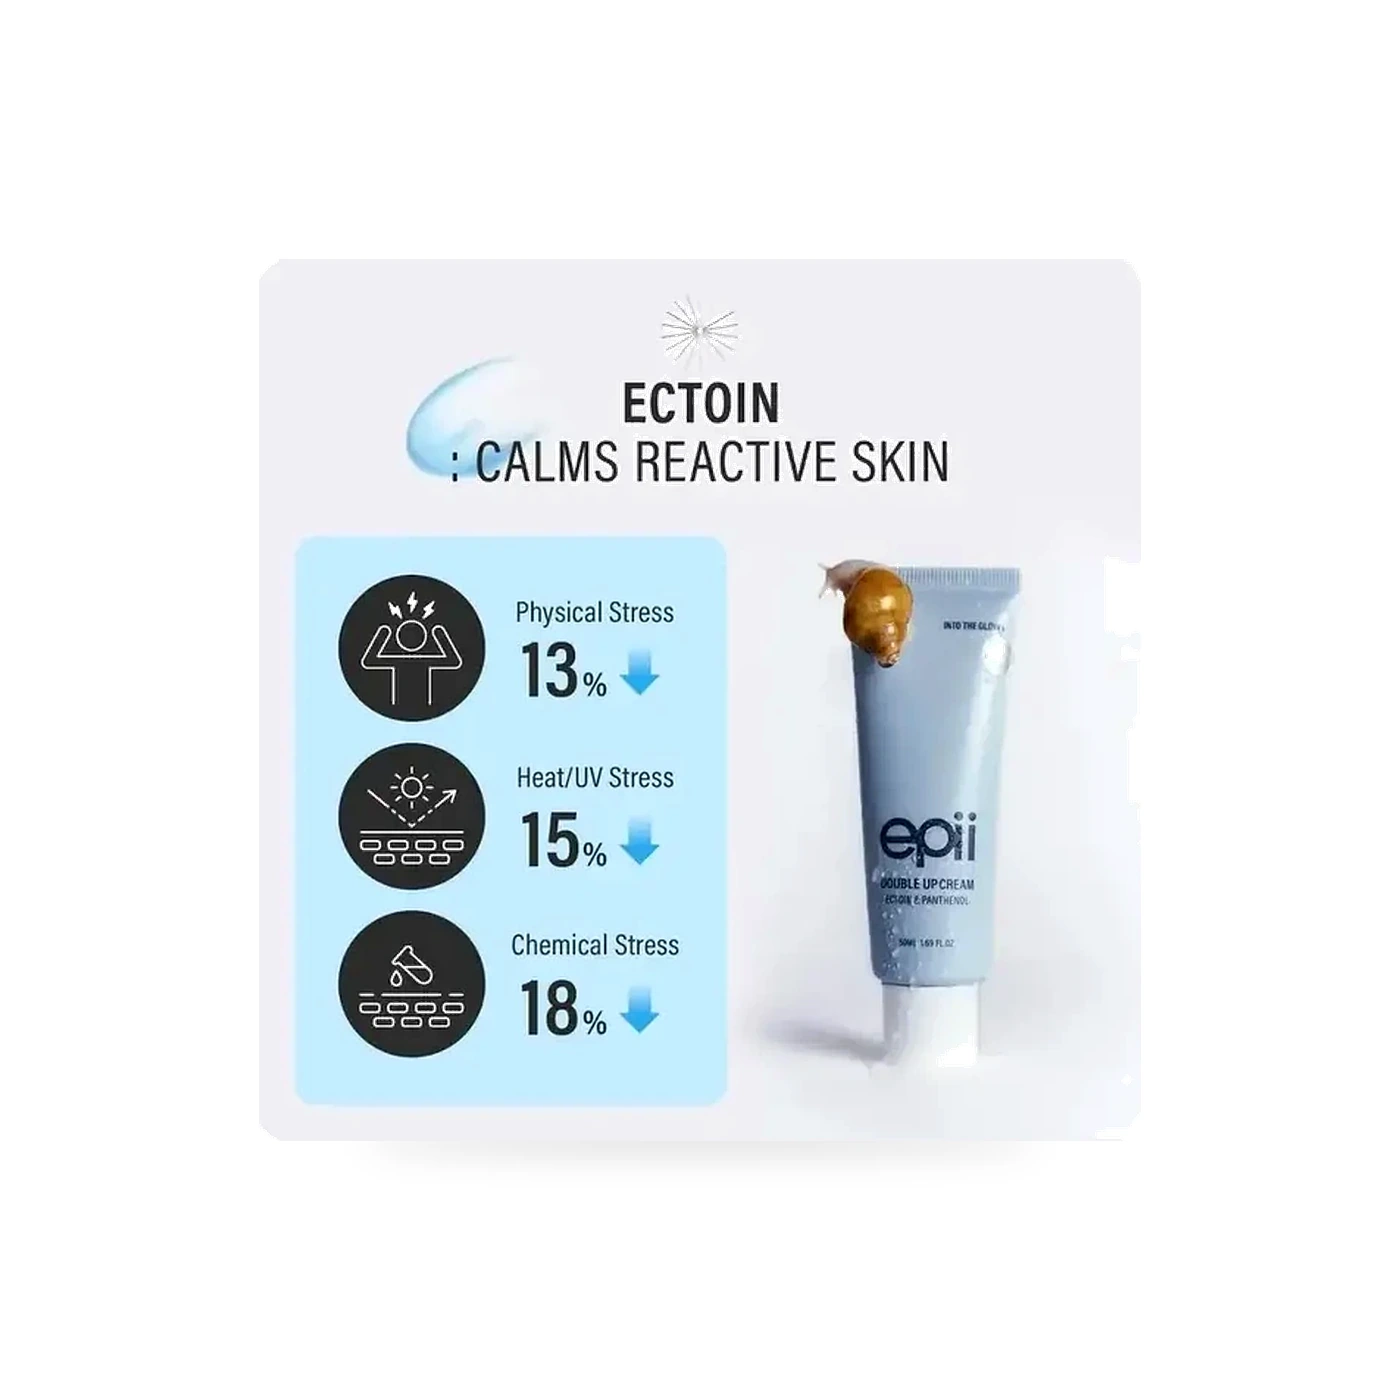 ECTOIN
: CALMS REACTIVE SKIN
Physical Stress
13%
Heat/UV Stress
15%
Chemical Stress
18%
INTO THE GLOW
epii
DOUBLE UP CREAM
ECTOIN & PANTHENOL
50ML 1.69 FL.OZ